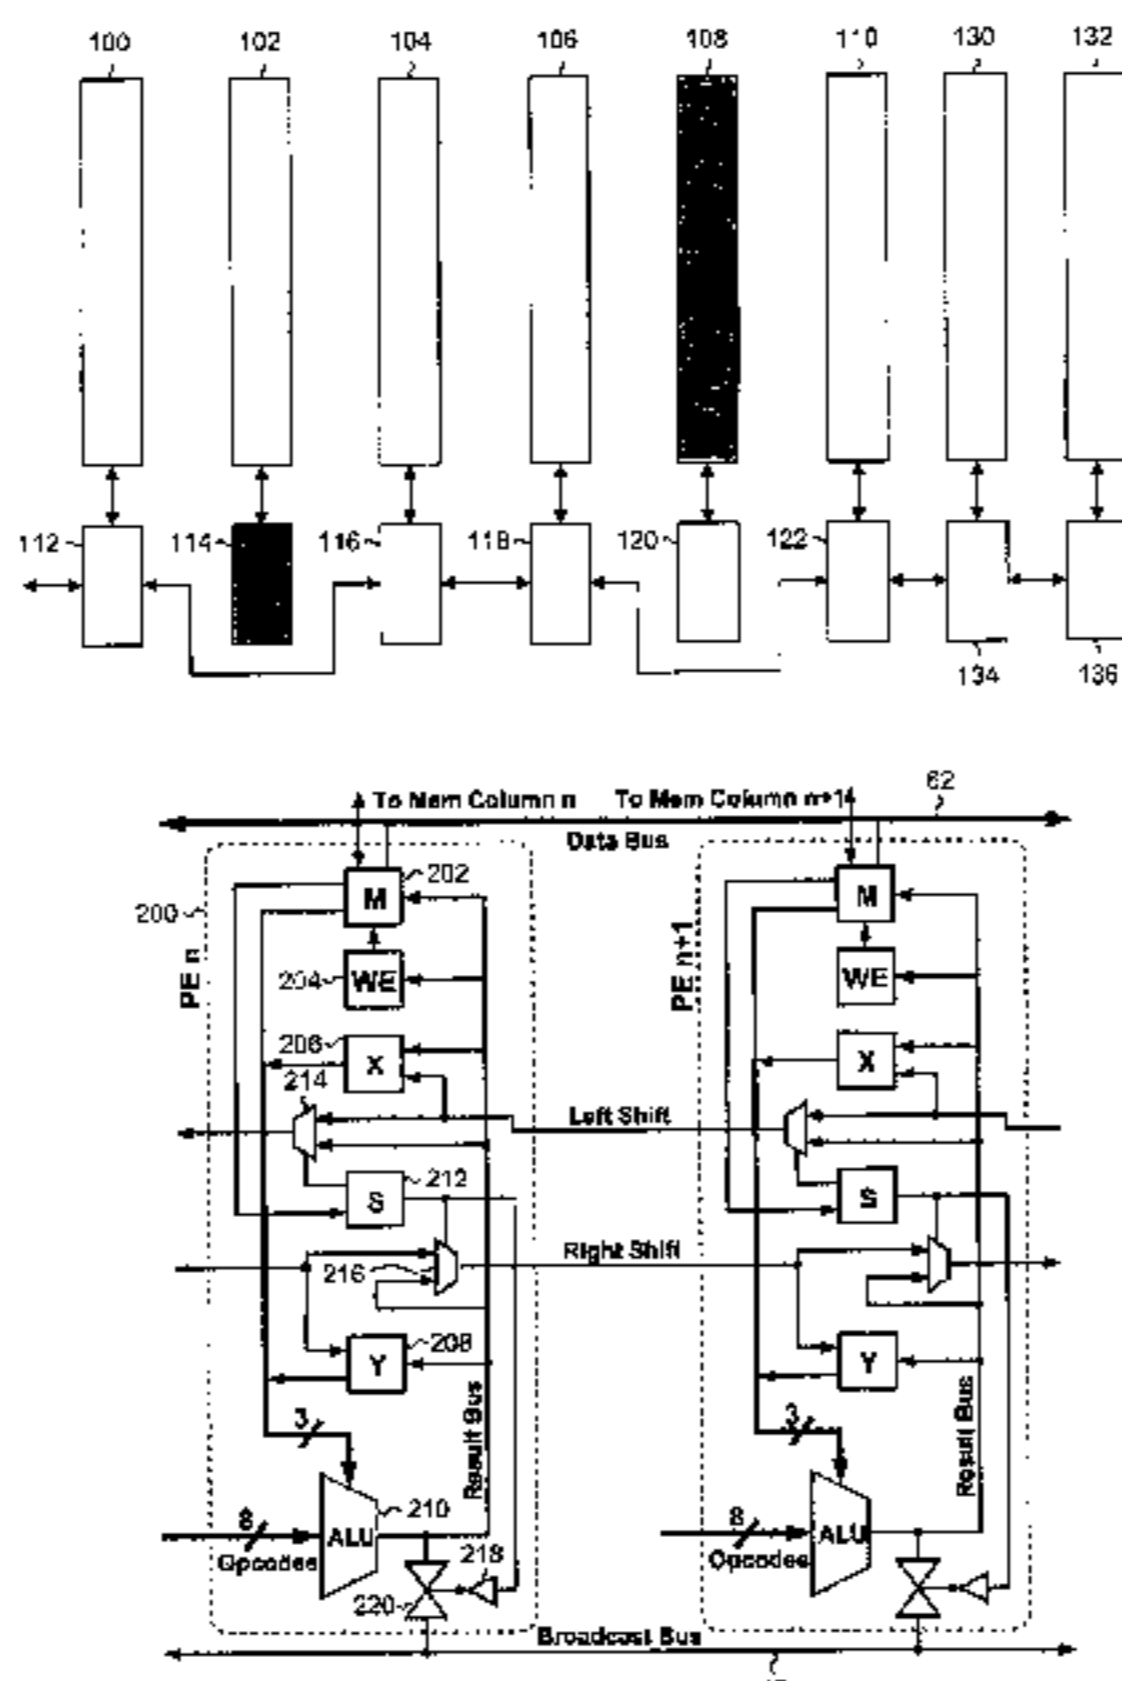 100 102 104 106 108 110 130 132
112 114 116 118 120 122
134 136
62
To Mem Column n To Mem Column n+1
Data Bus
202
M M
200
PE n
PE n+1
204 WE WE
206
X X
214
Left Shift
212
S S
Right Shift
216
208
Y Y
Result Bus Result Bus
3 3
210
8 ALU 8 ALU
Opcodes Opcodes
218
220
Broadcast Bus